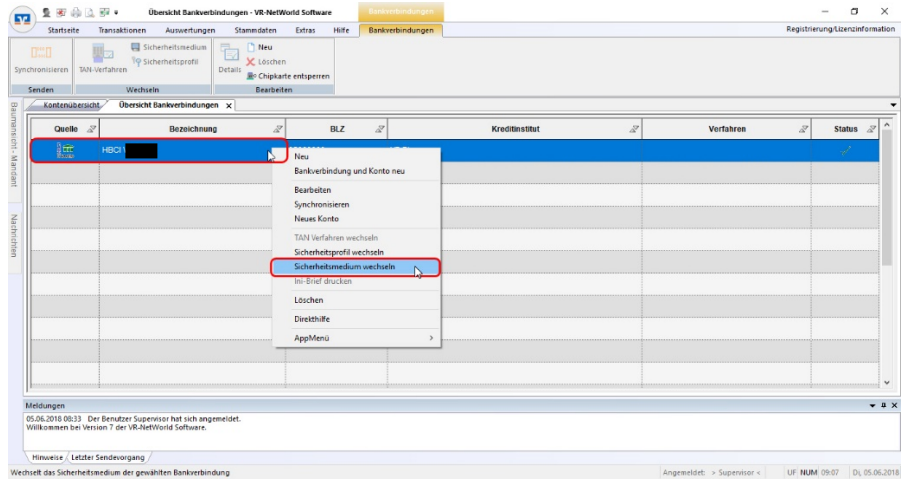 Übersicht Bankverbindungen - VR-NetWorld Software
Bankverbindungen
Startseite Transaktionen Auswertungen Stammdaten Extras Hilfe Bankverbindungen Registrierung/Lizenzinformation
Synchronisieren
TAN-Verfahren
Sicherheitsmedium
Sicherheitsprofil
Details
Neu
Löschen
Chipkarte entsperren
Senden Wechseln Bearbeiten
Kontenübersicht Übersicht Bankverbindungen x
Baumansicht - Mandant
Nachrichten
Quelle Bezeichnung BLZ Kreditinstitut Verfahren Status
HBCI
Neu
Bankverbindung und Konto neu
Bearbeiten
Synchronisieren
Neues Konto
TAN Verfahren wechseln
Sicherheitsprofil wechseln
Sicherheitsmedium wechseln
Ini-Brief drucken
Löschen
Direkthilfe
AppMenü
Meldungen
05.06.2018 08:33 Der Benutzer Supervisor hat sich angemeldet.
Willkommen bei Version 7 der VR-NetWorld Software.
Hinweise Letzter Sendevorgang
Wechselt das Sicherheitsmedium der gewählten Bankverbindung Angemeldet: > Supervisor < UF NUM 09:07 Di, 05.06.2018